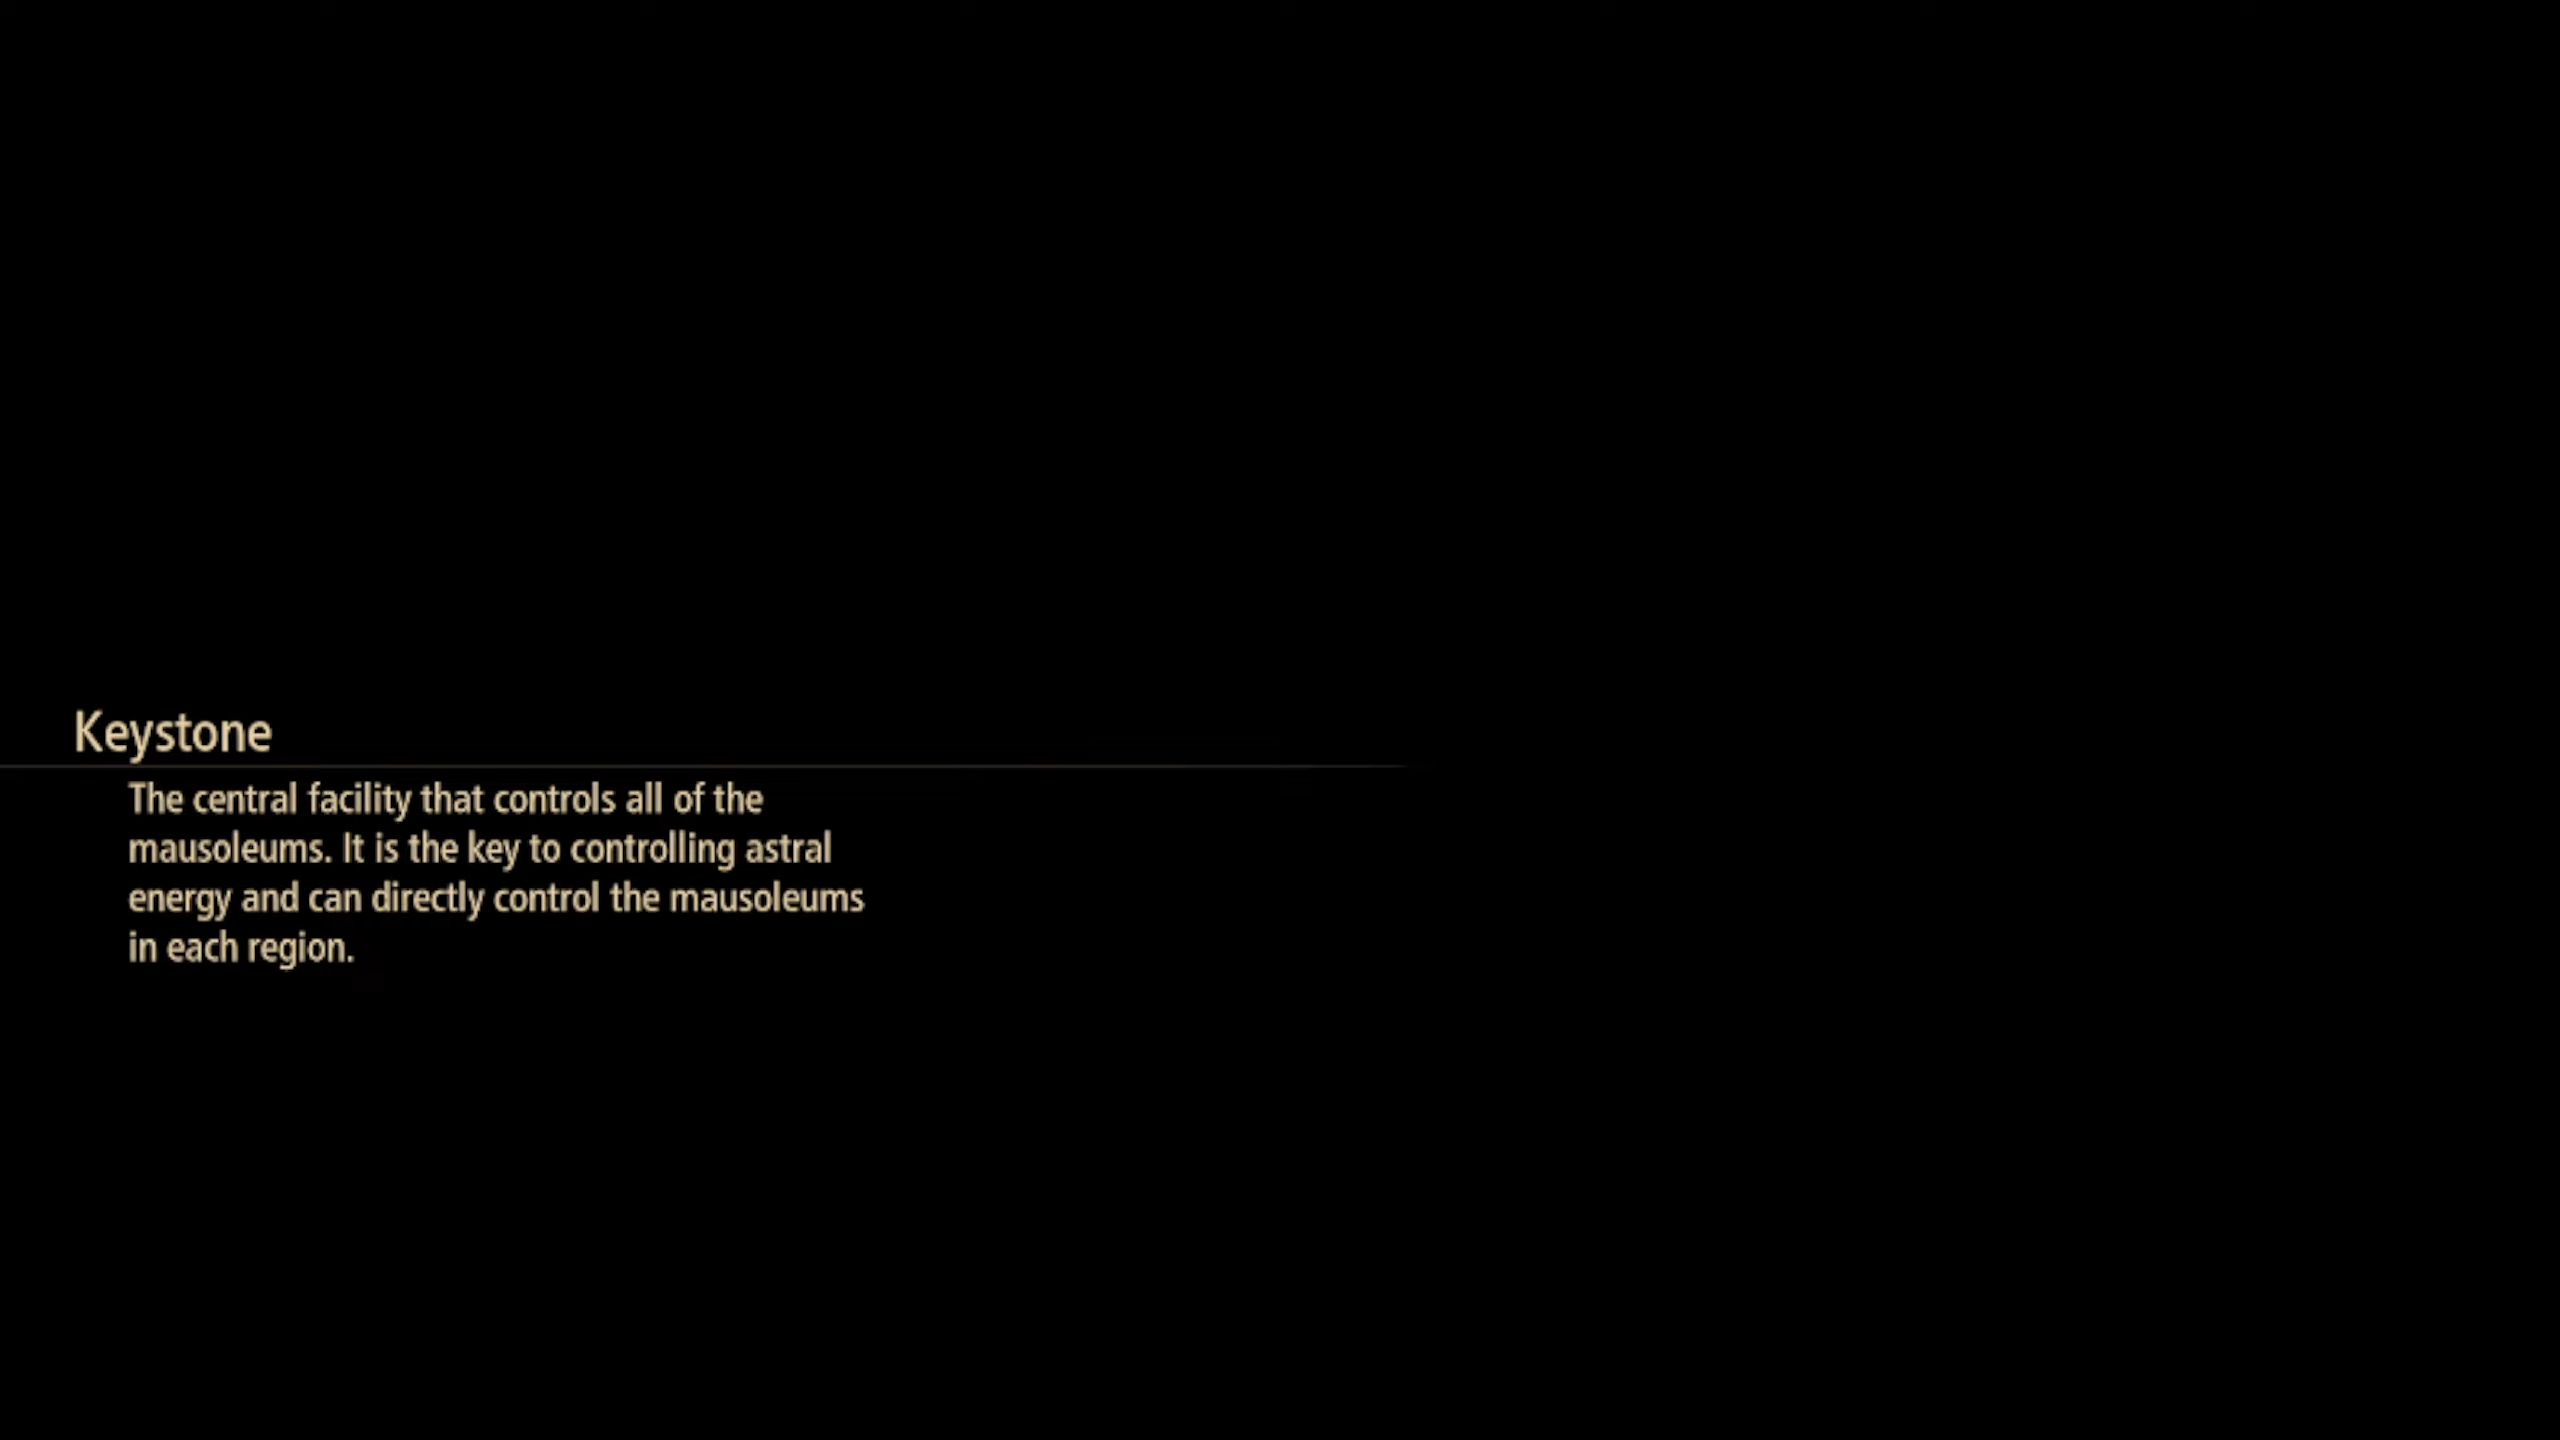 Keystone
The central facility that controls all of the
mausoleums. It is the key to controlling astral
energy and can directly control the mausoleums
in each region.